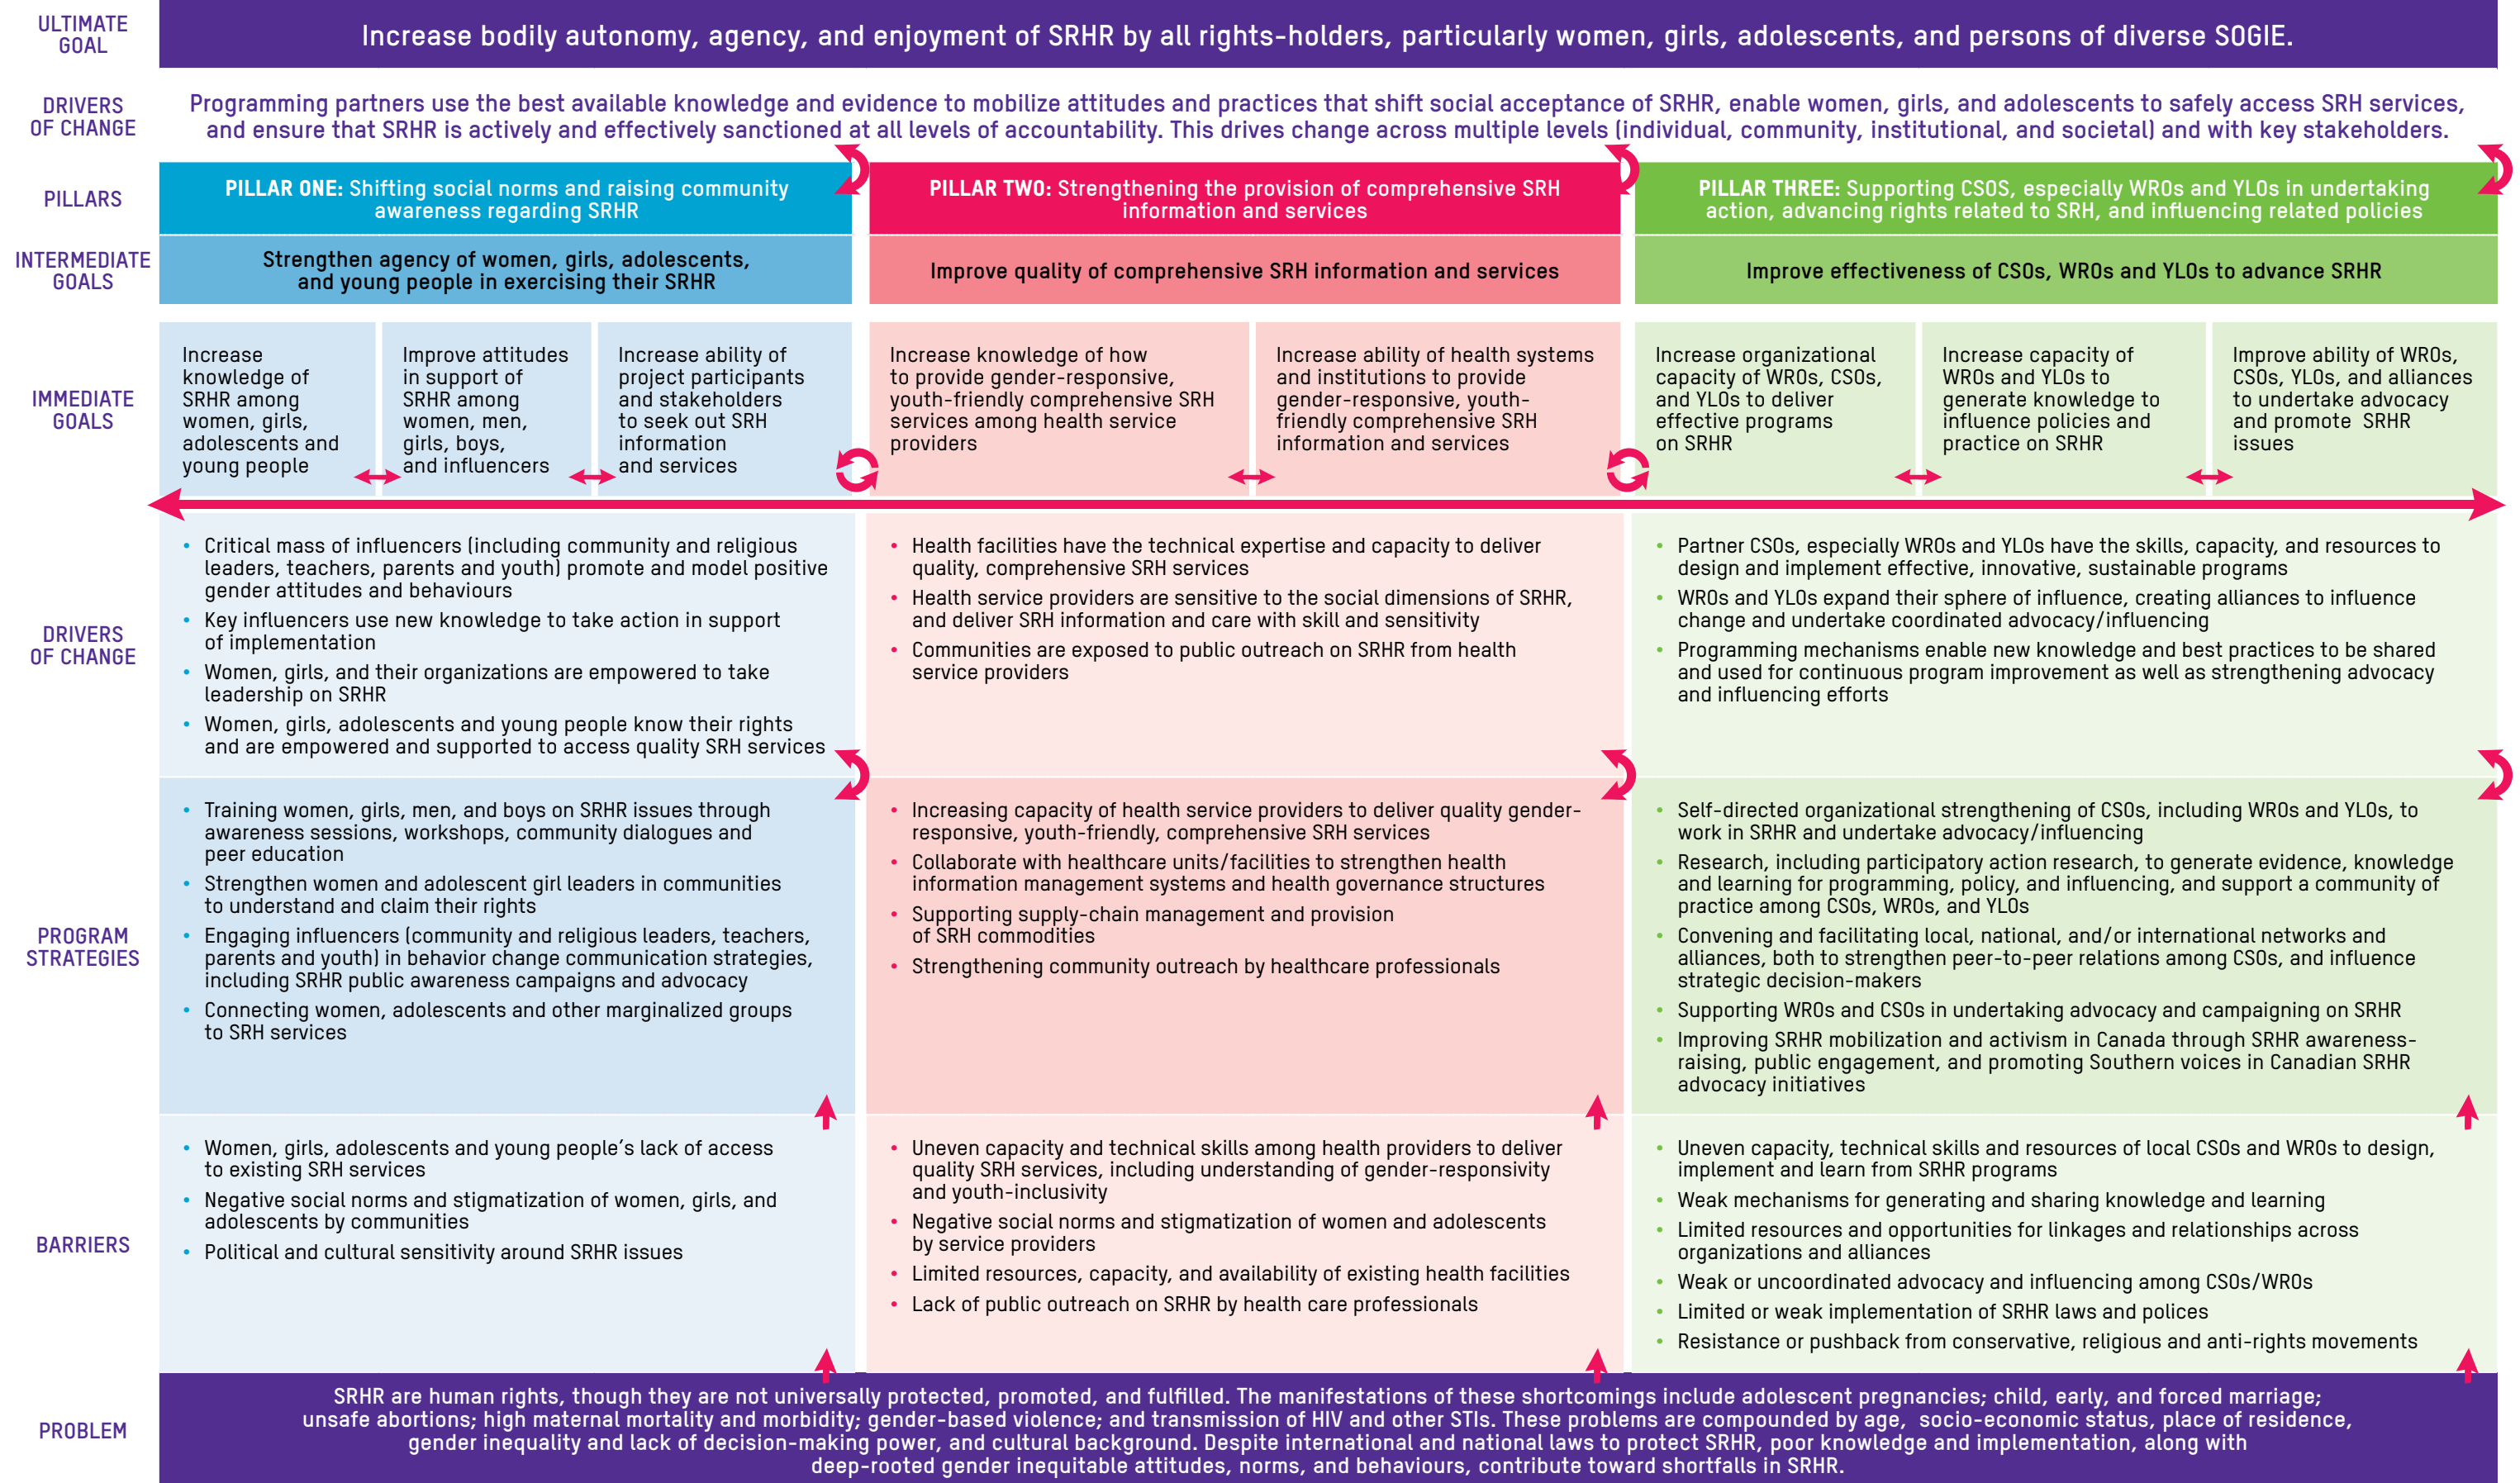 ULTIMATE
GOAL
Increase bodily autonomy, agency, and enjoyment of SRHR by all rights-holders, particularly women, girls, adolescents, and persons of diverse SOGIE.
DRIVERS
OF CHANGE
Programming partners use the best available knowledge and evidence to mobilize attitudes and practices that shift social acceptance of SRHR, enable women, girls, and adolescents to safely access SRH services,
and ensure that SRHR is actively and effectively sanctioned at all levels of accountability. This drives change across multiple levels (individual, community, institutional, and societal) and with key stakeholders.
PILLARS
PILLAR ONE: Shifting social norms and raising community
awareness regarding SRHR
PILLAR TWO: Strengthening the provision of comprehensive SRH
information and services
PILLAR THREE: Supporting CSOS, especially WROs and YLOs in undertaking
action, advancing rights related to SRH, and influencing related policies
INTERMEDIATE
GOALS
Strengthen agency of women, girls, adolescents,
and young people in exercising their SRHR
Improve quality of comprehensive SRH information and services
Improve effectiveness of CSOs, WROs and YLOs to advance SRHR
IMMEDIATE
GOALS
Increase
knowledge of
SRHR among
women, girls,
adolescents and
young people
Improve attitudes
in support of
SRHR among
women, men,
girls, boys,
and influencers
Increase ability of
project participants
and stakeholders
to seek out SRH
information
and services
Increase knowledge of how
to provide gender-responsive,
youth-friendly comprehensive SRH
services among health service
providers
Increase ability of health systems
and institutions to provide
gender-responsive, youth-
friendly comprehensive SRH
information and services
Increase organizational
capacity of WROs, CSOs,
and YLOs to deliver
effective programs
on SRHR
Increase capacity of
WROs and YLOs to
generate knowledge to
influence policies and
practice on SRHR
Improve ability of WROs,
CSOs, YLOs, and alliances
to undertake advocacy
and promote SRHR
issues
DRIVERS
OF CHANGE
• Critical mass of influencers (including community and religious
leaders, teachers, parents and youth) promote and model positive
gender attitudes and behaviours
• Key influencers use new knowledge to take action in support
of implementation
• Women, girls, and their organizations are empowered to take
leadership on SRHR
• Women, girls, adolescents and young people know their rights
and are empowered and supported to access quality SRH services
• Health facilities have the technical expertise and capacity to deliver
quality, comprehensive SRH services
• Health service providers are sensitive to the social dimensions of SRHR,
and deliver SRH information and care with skill and sensitivity
• Communities are exposed to public outreach on SRHR from health
service providers
• Partner CSOs, especially WROs and YLOs have the skills, capacity, and resources to
design and implement effective, innovative, sustainable programs
• WROs and YLOs expand their sphere of influence, creating alliances to influence
change and undertake coordinated advocacy/influencing
• Programming mechanisms enable new knowledge and best practices to be shared
and used for continuous program improvement as well as strengthening advocacy
and influencing efforts
PROGRAM
STRATEGIES
• Training women, girls, men, and boys on SRHR issues through
awareness sessions, workshops, community dialogues and
peer education
• Strengthen women and adolescent girl leaders in communities
to understand and claim their rights
• Engaging influencers (community and religious leaders, teachers,
parents and youth) in behavior change communication strategies,
including SRHR public awareness campaigns and advocacy
• Connecting women, adolescents and other marginalized groups
to SRH services
• Increasing capacity of health service providers to deliver quality gender-
responsive, youth-friendly, comprehensive SRH services
• Collaborate with healthcare units/facilities to strengthen health
information management systems and health governance structures
• Supporting supply-chain management and provision
of SRH commodities
• Strengthening community outreach by healthcare professionals
• Self-directed organizational strengthening of CSOs, including WROs and YLOs, to
work in SRHR and undertake advocacy/influencing
• Research, including participatory action research, to generate evidence, knowledge
and learning for programming, policy, and influencing, and support a community of
practice among CSOs, WROs, and YLOs
• Convening and facilitating local, national, and/or international networks and
alliances, both to strengthen peer-to-peer relations among CSOs, and influence
strategic decision-makers
• Supporting WROs and CSOs in undertaking advocacy and campaigning on SRHR
• Improving SRHR mobilization and activism in Canada through SRHR awareness-
raising, public engagement, and promoting Southern voices in Canadian SRHR
advocacy initiatives
BARRIERS
• Women, girls, adolescents and young people's lack of access
to existing SRH services
• Negative social norms and stigmatization of women, girls, and
adolescents by communities
• Political and cultural sensitivity around SRHR issues
• Uneven capacity and technical skills among health providers to deliver
quality SRH services, including understanding of gender-responsivity
and youth-inclusivity
• Negative social norms and stigmatization of women and adolescents
by service providers
• Limited resources, capacity, and availability of existing health facilities
• Lack of public outreach on SRHR by health care professionals
• Uneven capacity, technical skills and resources of local CSOs and WROs to design,
implement and learn from SRHR programs
• Weak mechanisms for generating and sharing knowledge and learning
• Limited resources and opportunities for linkages and relationships across
organizations and alliances
• Weak or uncoordinated advocacy and influencing among CSOs/WROs
• Limited or weak implementation of SRHR laws and polices
• Resistance or pushback from conservative, religious and anti-rights movements
PROBLEM
SRHR are human rights, though they are not universally protected, promoted, and fulfilled. The manifestations of these shortcomings include adolescent pregnancies; child, early, and forced marriage;
unsafe abortions; high maternal mortality and morbidity; gender-based violence; and transmission of HIV and other STIs. These problems are compounded by age, socio-economic status, place of residence,
gender inequality and lack of decision-making power, and cultural background. Despite international and national laws to protect SRHR, poor knowledge and implementation, along with
deep-rooted gender inequitable attitudes, norms, and behaviours, contribute toward shortfalls in SRHR.